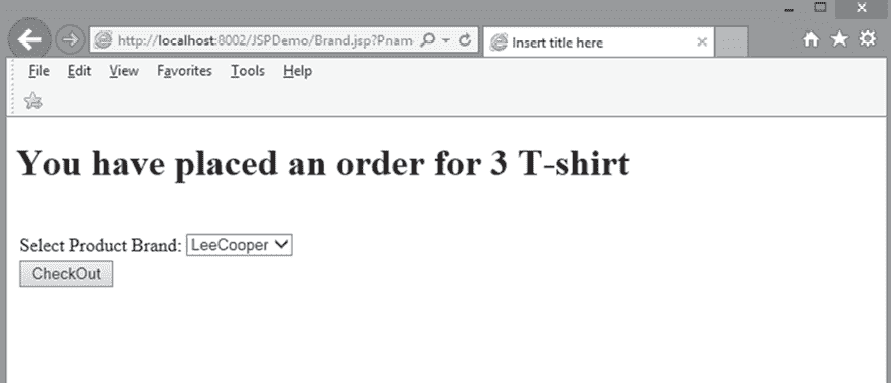 http://localhost:8002/JSPDemo/Brand.jsp?Pnam
Insert title here
File Edit View Favorites Tools Help
You have placed an order for 3 T-shirt
Select Product Brand: LeeCooper
CheckOut